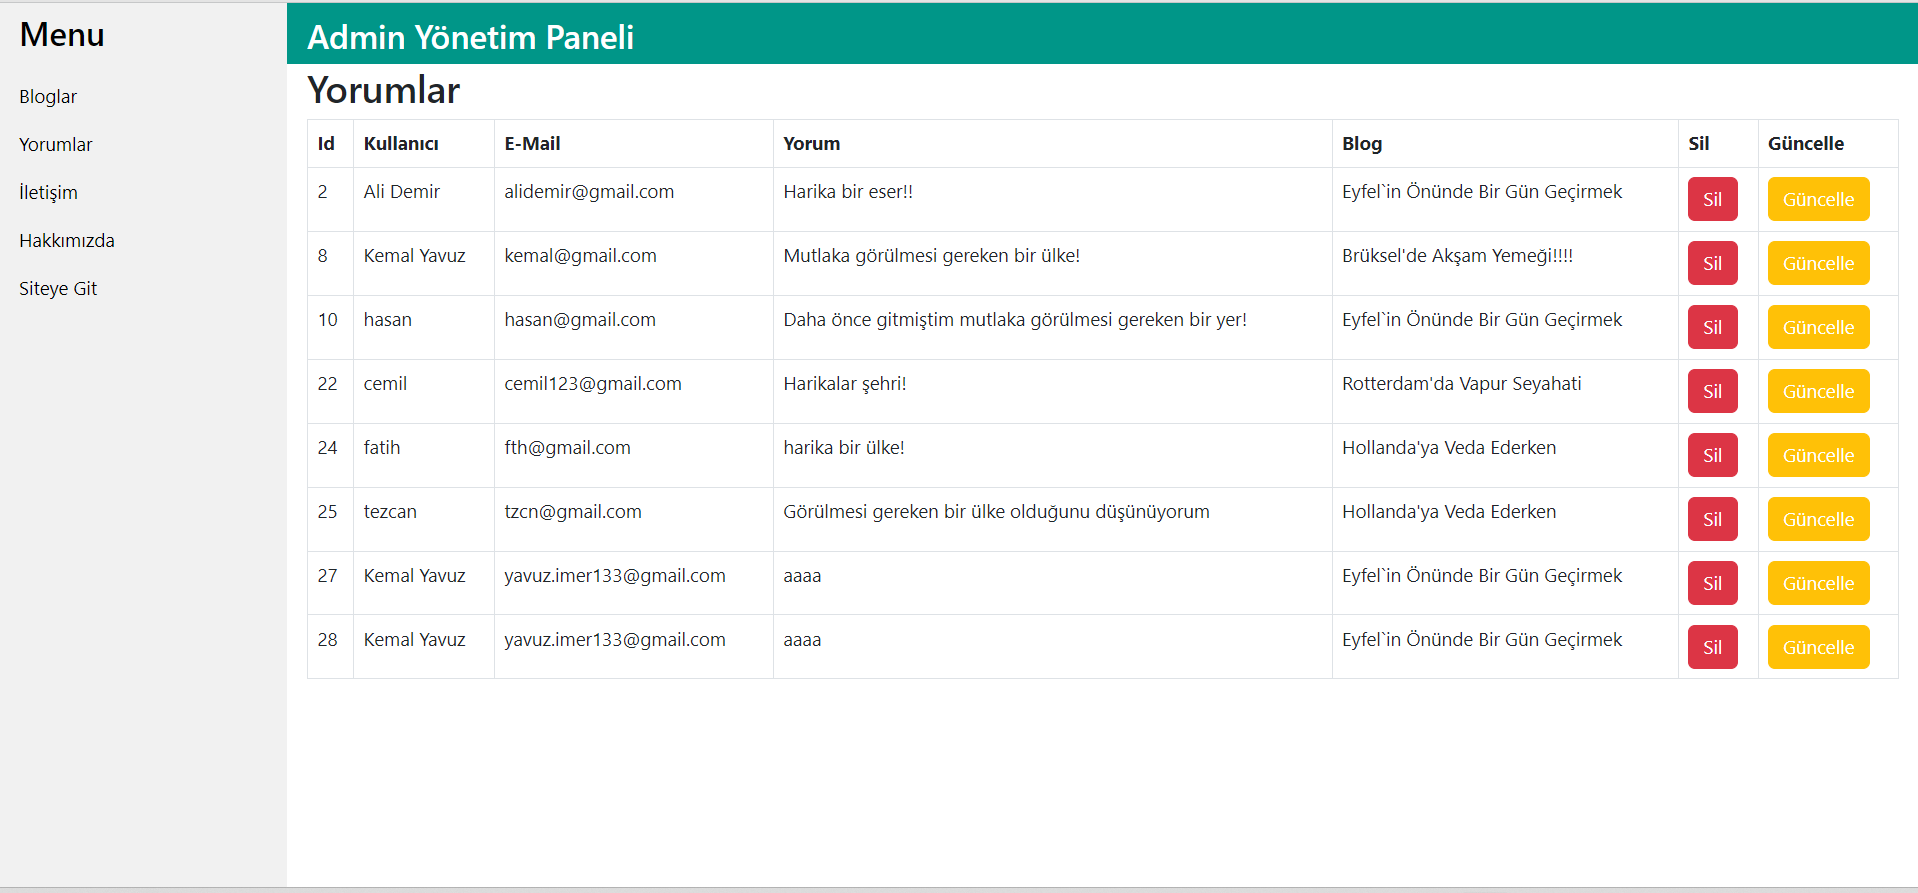 Menu
Bloglar
Yorumlar
İletişim
Hakkımızda
Siteye Git
Admin Yönetim Paneli
Yorumlar
Id Kullanıcı E-Mail Yorum Blog Sil Güncelle
2 Ali Demir alidemir@gmail.com Harika bir eser!! Eyfel`in Önünde Bir Gün Geçirmek Sil Güncelle
8 Kemal Yavuz kemal@gmail.com Mutlaka görülmesi gereken bir ülke! Brüksel'de Akşam Yemeği!!!! Sil Güncelle
10 hasan hasan@gmail.com Daha önce gitmiştim mutlaka görülmesi gereken bir yer! Eyfel`in Önünde Bir Gün Geçirmek Sil Güncelle
22 cemil cemil123@gmail.com Harikalar şehri! Rotterdam'da Vapur Seyahati Sil Güncelle
24 fatih fth@gmail.com harika bir ülke! Hollanda'ya Veda Ederken Sil Güncelle
25 tezcan tzcn@gmail.com Görülmesi gereken bir ülke olduğunu düşünüyorum Hollanda'ya Veda Ederken Sil Güncelle
27 Kemal Yavuz yavuz.imer133@gmail.com aaaa Eyfel`in Önünde Bir Gün Geçirmek Sil Güncelle
28 Kemal Yavuz yavuz.imer133@gmail.com aaaa Eyfel`in Önünde Bir Gün Geçirmek Sil Güncelle